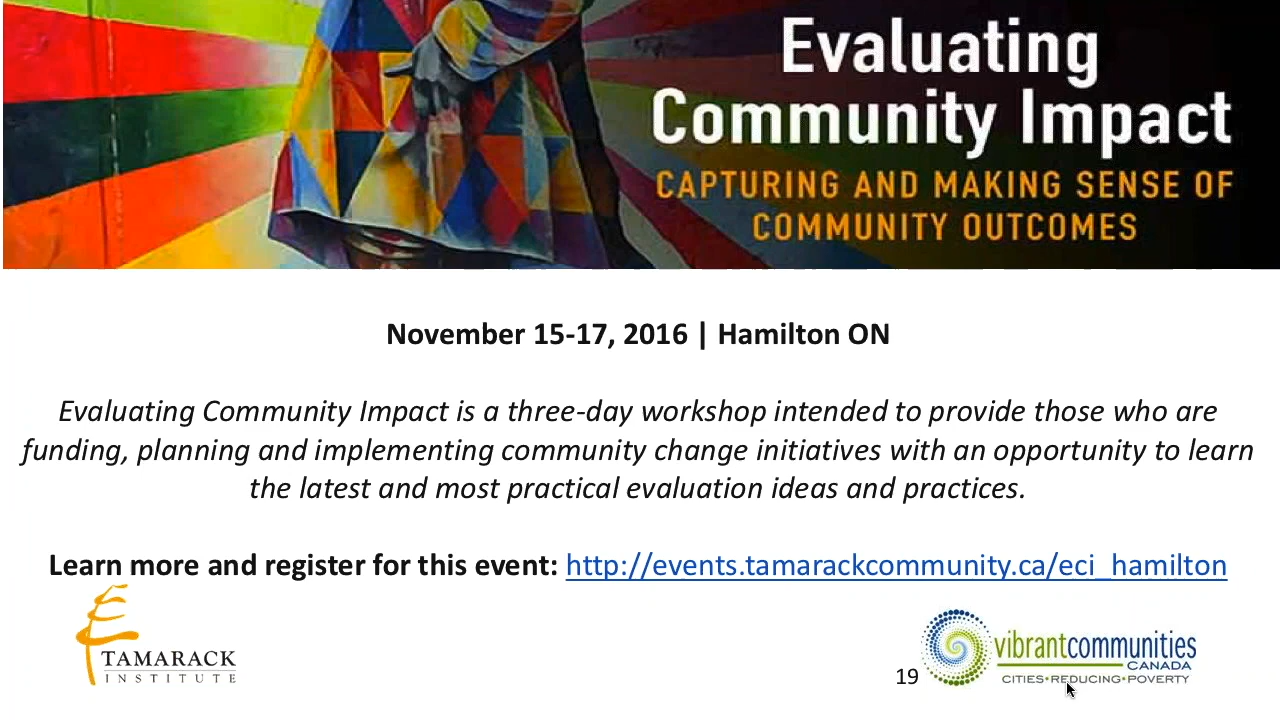 Evaluating
Community Impact
CAPTURING AND MAKING SENSE OF
COMMUNITY OUTCOMES
November 15-17, 2016 | Hamilton ON
Evaluating Community Impact is a three-day workshop intended to provide those who are
funding, planning and implementing community change initiatives with an opportunity to learn
the latest and most practical evaluation ideas and practices.
Learn more and register for this event: http://events.tamarackcommunity.ca/eci_hamilton
TAMARACK
INSTITUTE
19
vibrantcommunities
CANADA
CITIES•REDUCING•POVERTY